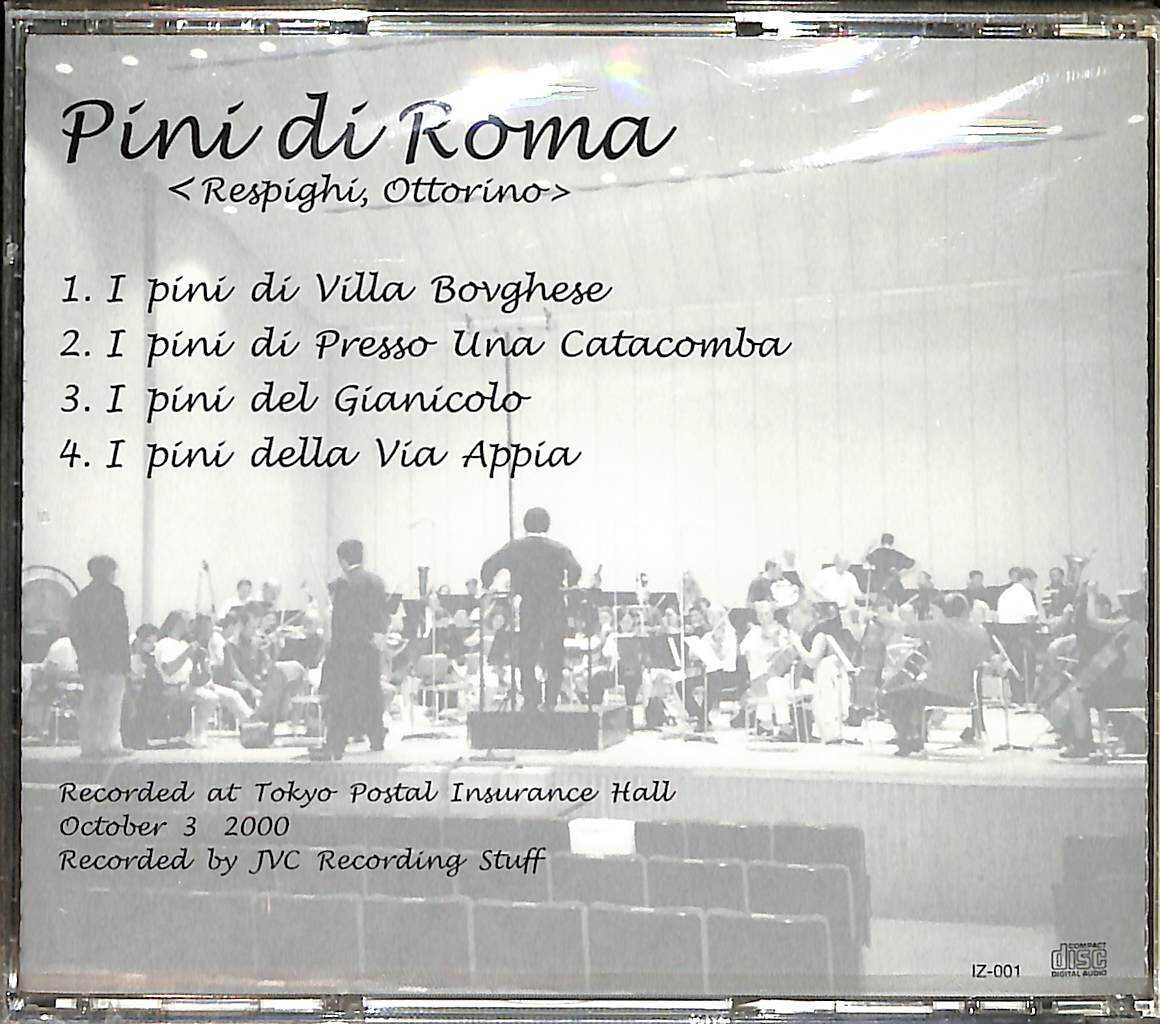 Pini di Roma
<Respighi, Ottorino>
1. I pini di Villa Bovghese
2. I pini di Presso Una Catacomba
3. I pini del Gianicolo
4. I pini della Via Appia
Recorded at Tokyo Postal Insurance Hall
October 3 2000
Recorded by JVC Recording Stuff
IZ-001
COMPACT
disc
DIGITAL AUDIO